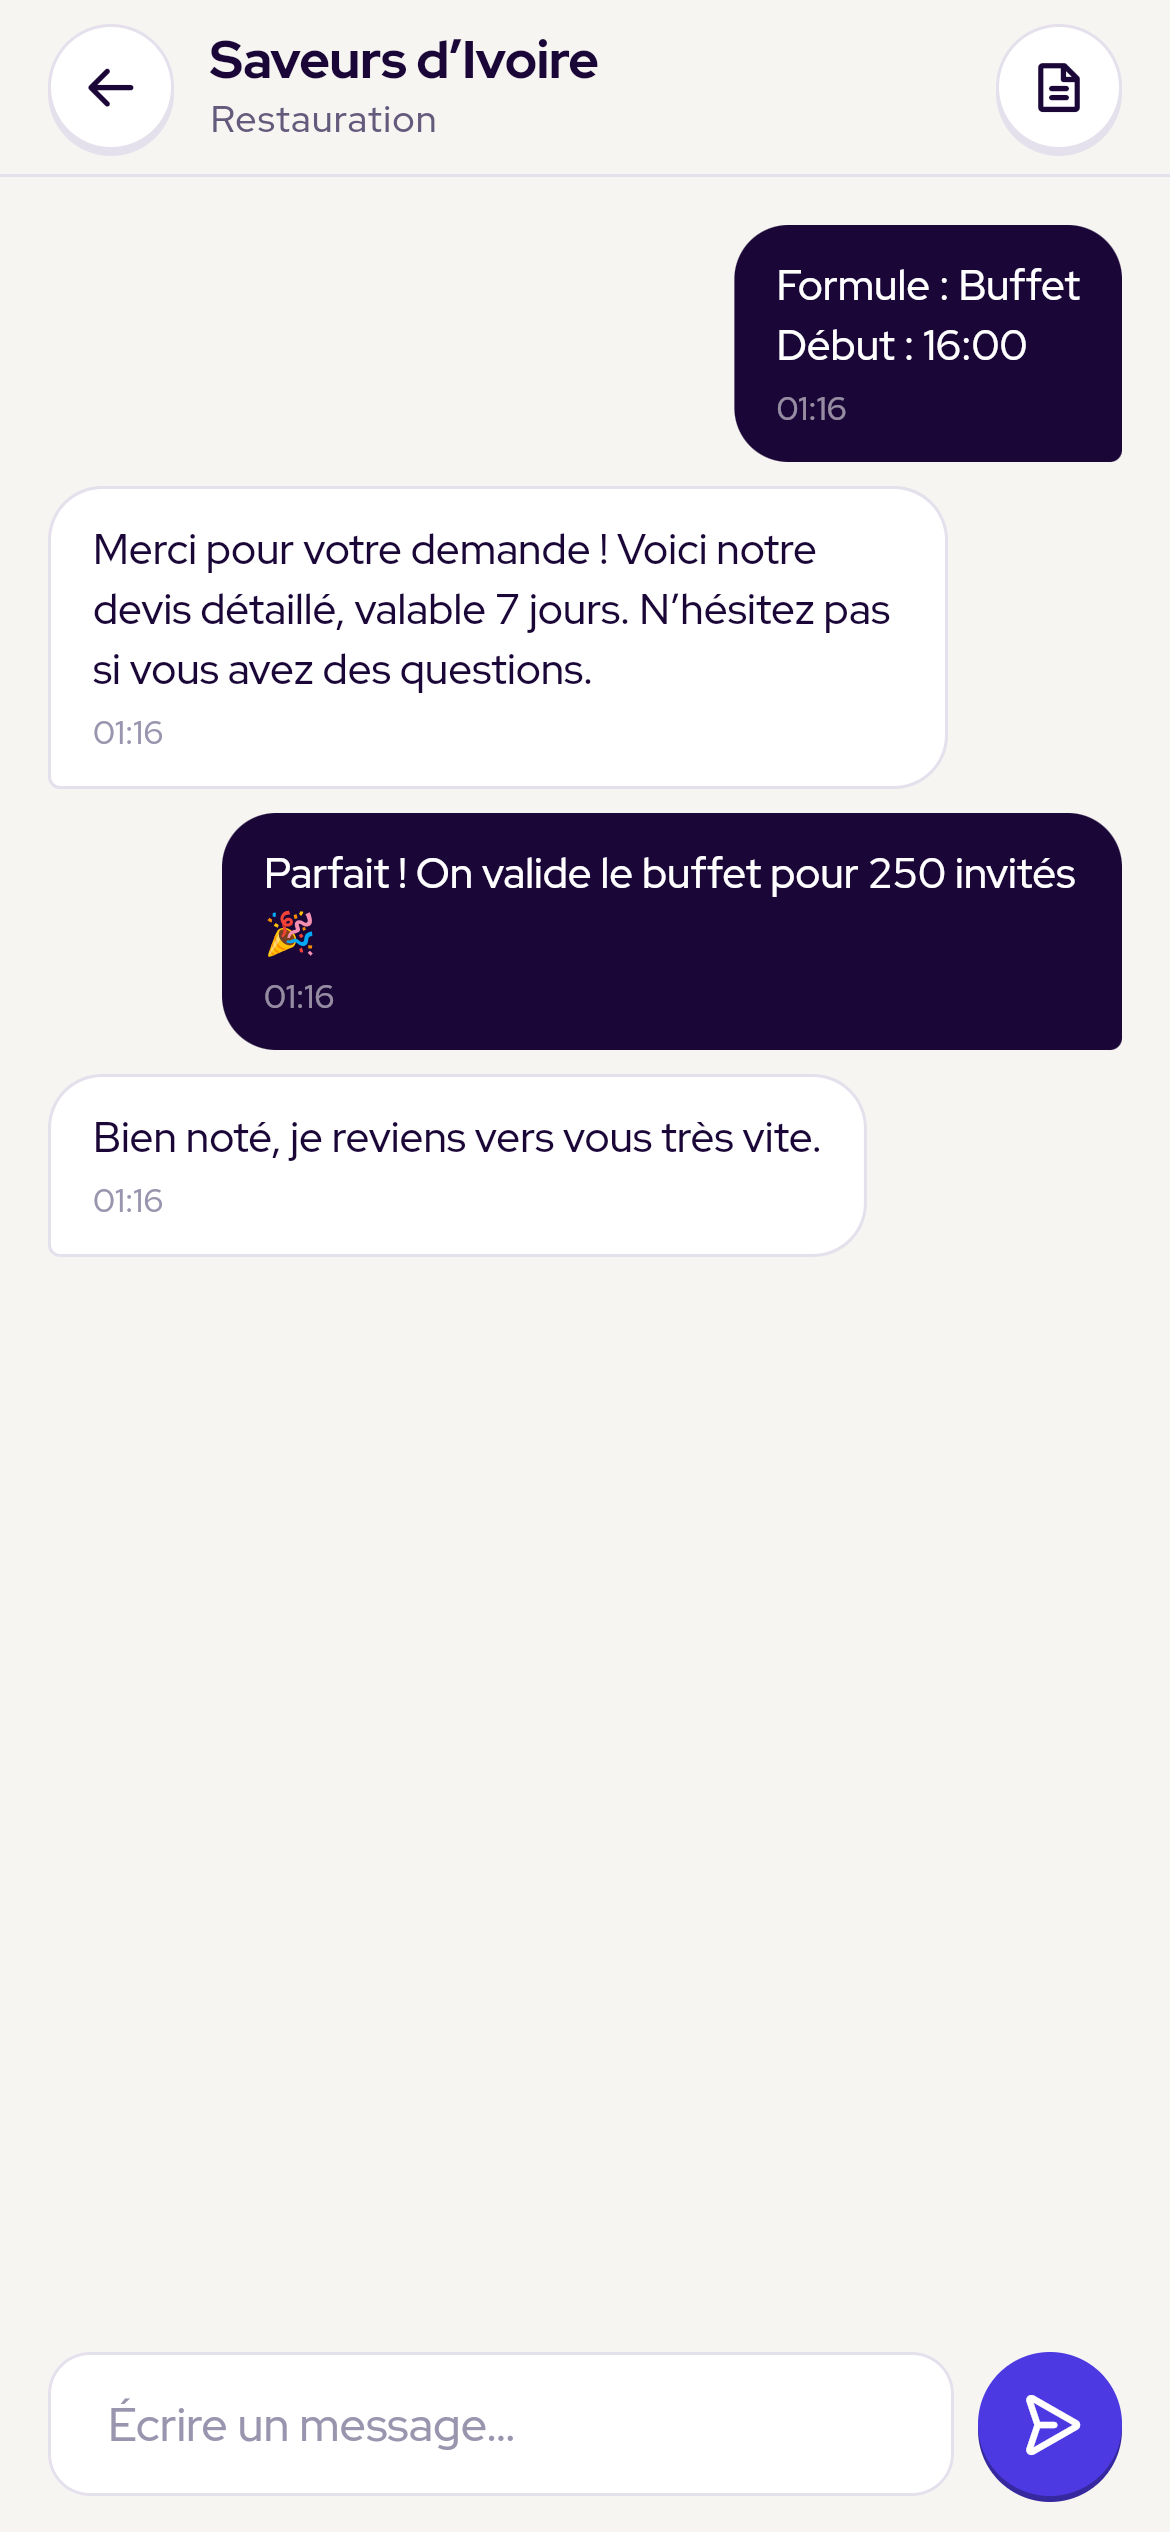 Saveurs d’Ivoire
Restauration
Formule : Buffet
Début : 16:00
01:16
Merci pour votre demande ! Voici notre
devis détaillé, valable 7 jours. N’hésitez pas
si vous avez des questions.
01:16
Parfait ! On valide le buffet pour 250 invités
🎉
01:16
Bien noté, je reviens vers vous très vite.
01:16
Écrire un message…